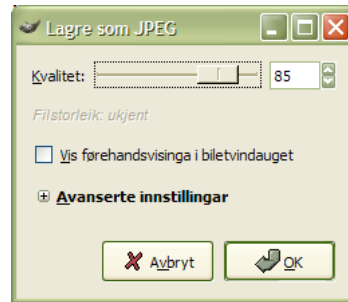 Lagre som JPEG
Kvalitet: 85
Filstorleik: ukjent
Vis førehandsvisinga i biletvindauget
Avanserte innstillingar
Avbryt OK